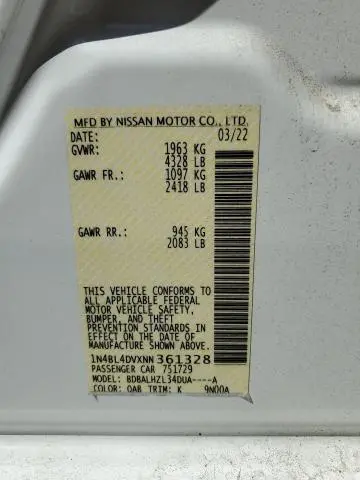 MFD BY NISSAN MOTOR CO., LTD.
DATE: 03/22
GVWR: 1963 KG
4328 LB
GAWR FR.: 1097 KG
2418 LB
GAWR RR.: 945 KG
2083 LB
THIS VEHICLE CONFORMS TO
ALL APPLICABLE FEDERAL
MOTOR VEHICLE SAFETY,
BUMPER, AND THEFT
PREVENTION STANDARDS IN
EFFECT ON THE DATE OF
MANUFACTURE SHOWN ABOVE.
1N4BL4DVXNN361328
PASSENGER CAR 751729
MODEL: BDBALHZL34DUA----A
COLOR: QAB TRIM: K 9N00A